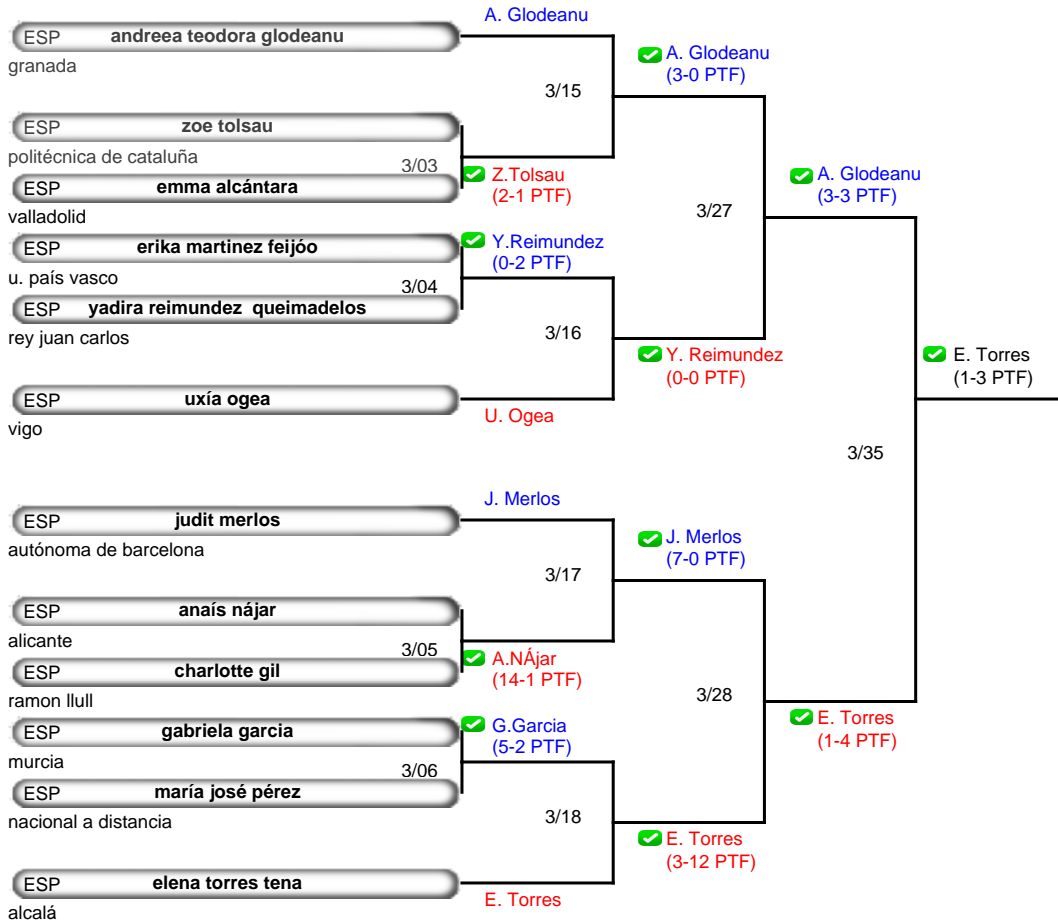 A. Glodeanu
ESP andreea teodora glodeanu
granada
A. Glodeanu
(3-0 PTF)
3/15
ESP zoe tolsau
politécnica de cataluña
3/03
Z.Tolsau
(2-1 PTF)
ESP emma alcántara
valladolid
A. Glodeanu
(3-3 PTF)
3/27
ESP erika martinez feijóo
u. país vasco
Y.Reimundez
(0-2 PTF)
3/04
ESP yadira reimundez queimadelos
rey juan carlos
3/16
Y. Reimundez
(0-0 PTF)
E. Torres
(1-3 PTF)
ESP uxía ogea
vigo
U. Ogea
3/35
J. Merlos
ESP judit merlos
autónoma de barcelona
J. Merlos
(7-0 PTF)
3/17
ESP anaís nájar
alicante
3/05
A.NÁjar
(14-1 PTF)
ESP charlotte gil
ramon llull
3/28
ESP gabriela garcia
murcia
G.Garcia
(5-2 PTF)
E. Torres
(1-4 PTF)
3/06
ESP maría josé pérez
nacional a distancia
3/18
E. Torres
(3-12 PTF)
ESP elena torres tena
alcalá
E. Torres